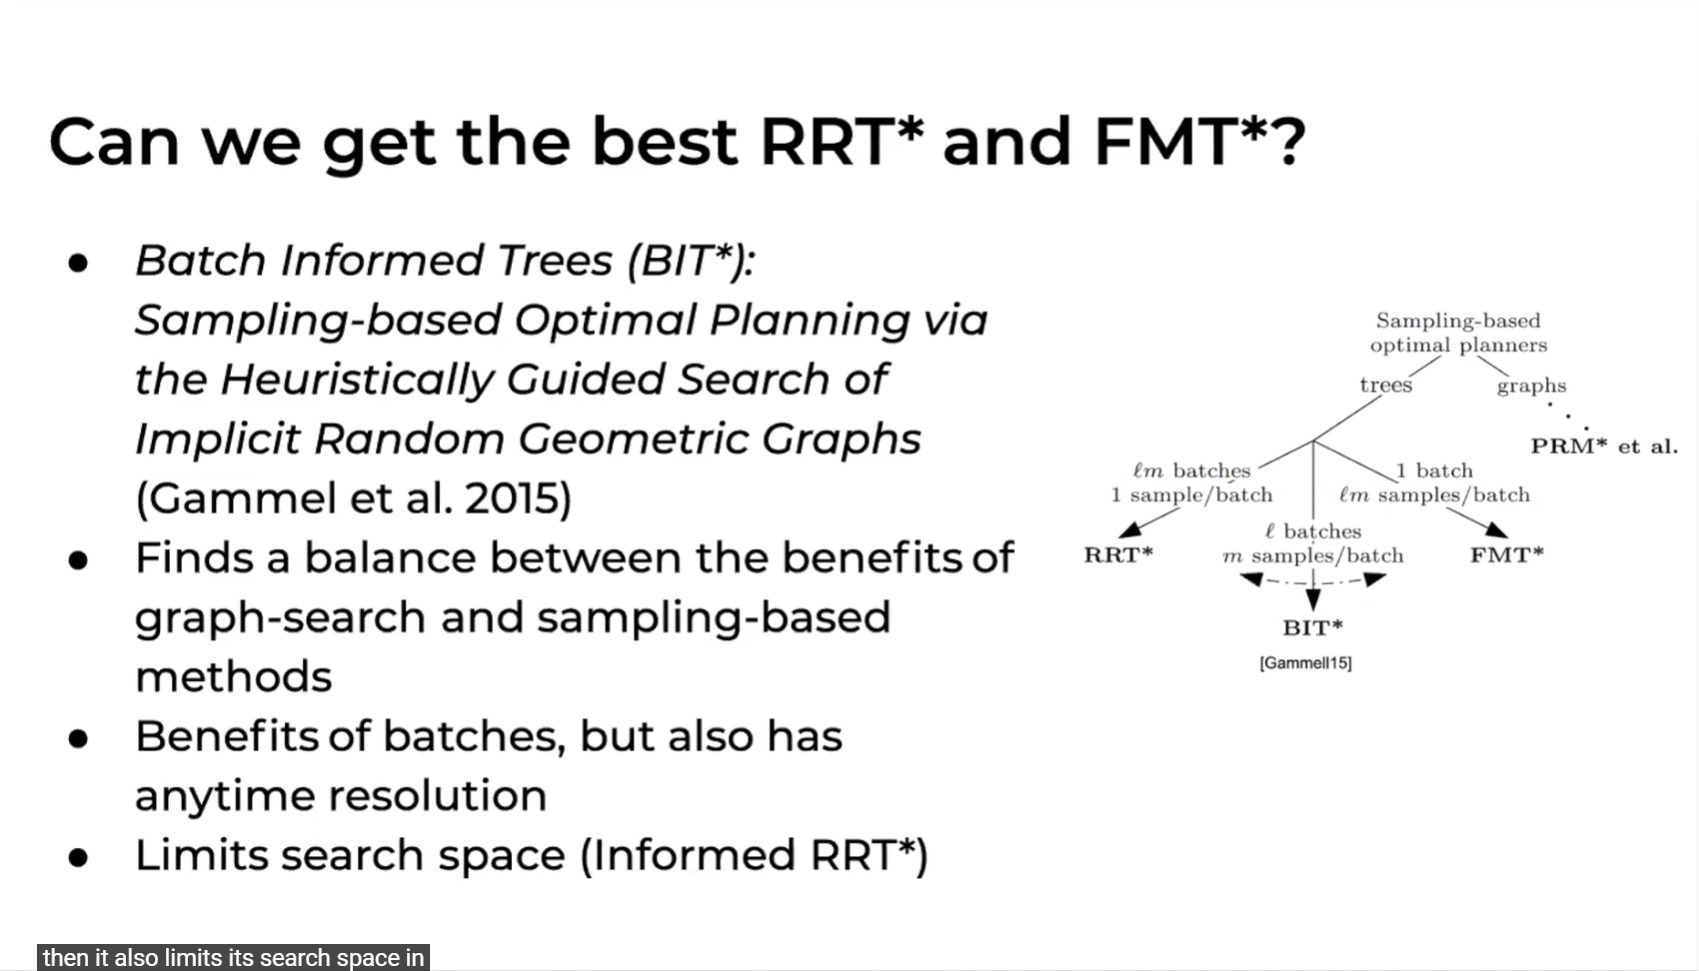 Can we get the best RRT* and FMT*?
● Batch Informed Trees (BIT*):
Sampling-based Optimal Planning via
the Heuristically Guided Search of
Implicit Random Geometric Graphs
(Gammel et al. 2015)
● Finds a balance between the benefits of
graph-search and sampling-based
methods
● Benefits of batches, but also has
anytime resolution
● Limits search space (Informed RRT*)
Sampling-based
optimal planners
trees
graphs
PRM* et al.
ℓm batches
1 sample/batch
1 batch
ℓm samples/batch
ℓ batches
m samples/batch
RRT*
FMT*
BIT*
[Gammell15]
then it also limits its search space in